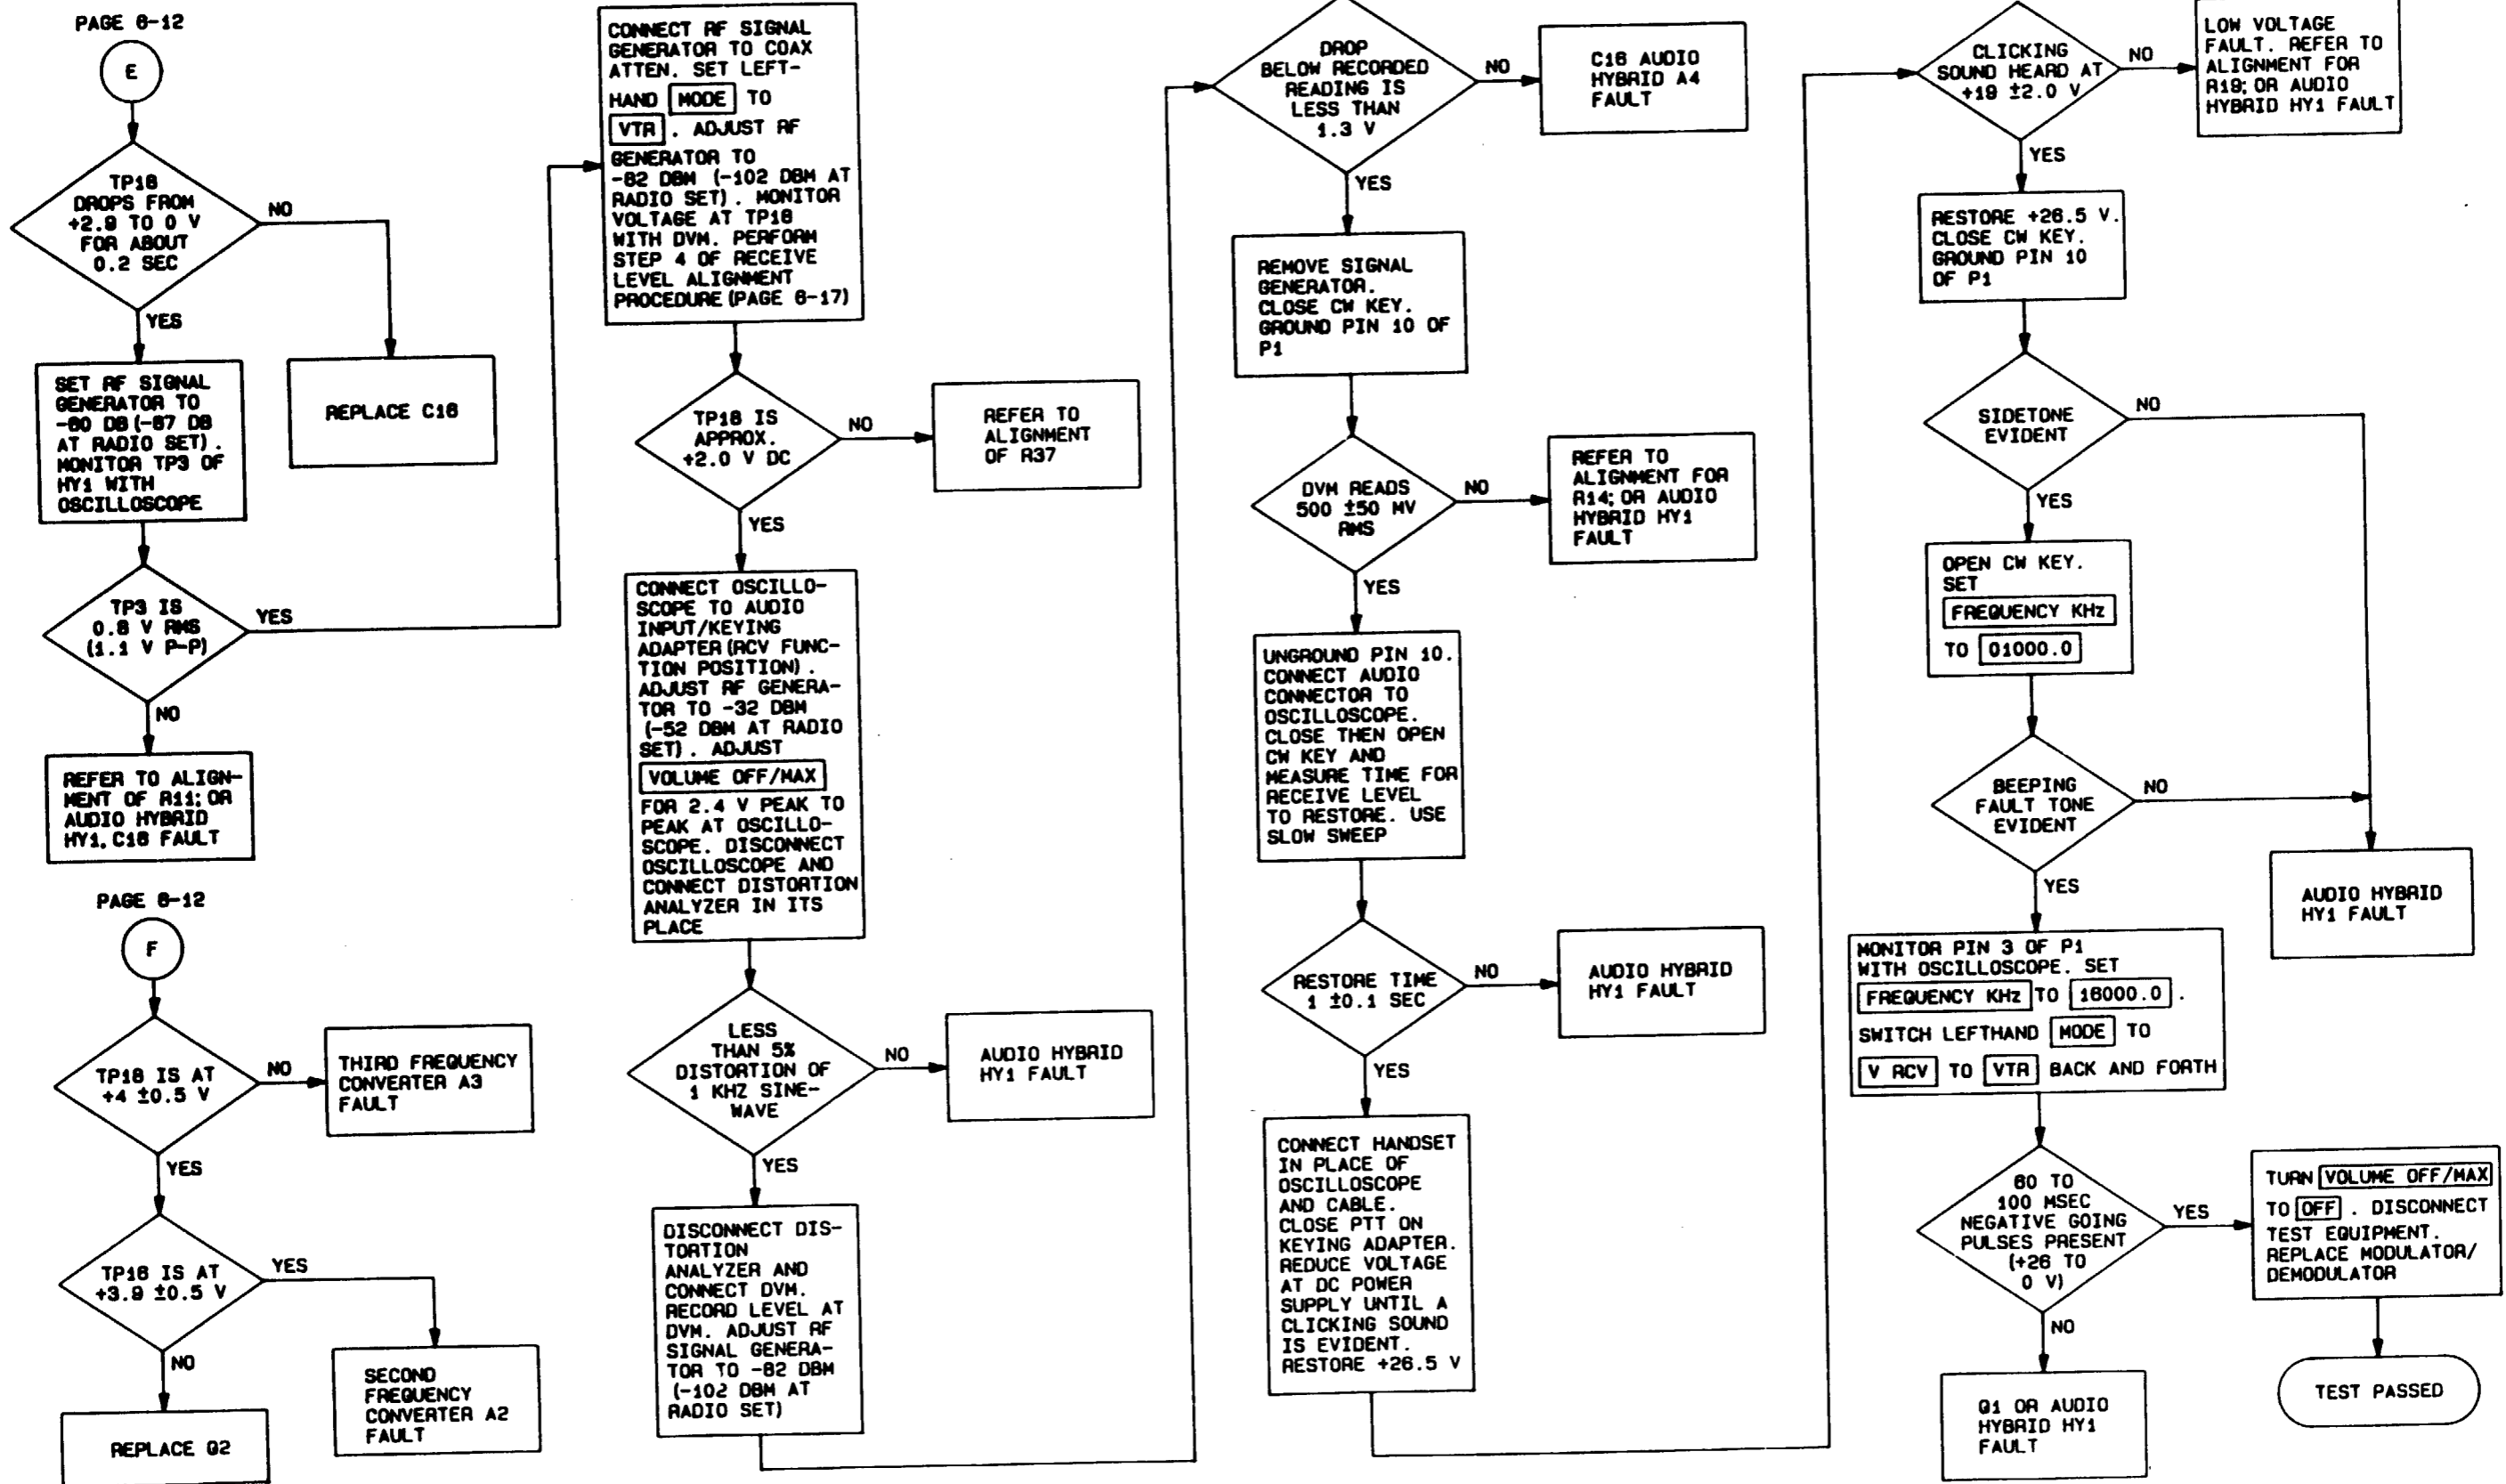 PAGE 6-12
E
TP18
DROPS FROM
+2.9 TO 0 V
FOR ABOUT
0.2 SEC
NO
YES
REPLACE C16
SET RF SIGNAL
GENERATOR TO
-60 DB (-67 DB
AT RADIO SET).
MONITOR TP3 OF
HY1 WITH
OSCILLOSCOPE
TP3 IS
0.8 V RMS
(1.1 V P-P)
YES
NO
REFER TO ALIGN-
MENT OF R11; OR
AUDIO HYBRID
HY1, C16 FAULT
PAGE 6-12
F
TP18 IS AT
+4 ±0.5 V
NO
THIRD FREQUENCY
CONVERTER A3
FAULT
YES
TP16 IS AT
+3.9 ±0.5 V
YES
NO
SECOND
FREQUENCY
CONVERTER A2
FAULT
REPLACE Q2
CONNECT RF SIGNAL
GENERATOR TO COAX
ATTEN. SET LEFT-
HAND MODE TO
VTR . ADJUST RF
GENERATOR TO
-82 DBM (-102 DBM AT
RADIO SET). MONITOR
VOLTAGE AT TP18
WITH DVM. PERFORM
STEP 4 OF RECEIVE
LEVEL ALIGNMENT
PROCEDURE (PAGE 6-17)
TP18 IS
APPROX.
+2.0 V DC
NO
REFER TO
ALIGNMENT
OF R37
YES
CONNECT OSCILLO-
SCOPE TO AUDIO
INPUT/KEYING
ADAPTER (RCV FUNC-
TION POSITION).
ADJUST RF GENERA-
TOR TO -32 DBM
(-52 DBM AT RADIO
SET). ADJUST
VOLUME OFF/MAX
FOR 2.4 V PEAK TO
PEAK AT OSCILLO-
SCOPE. DISCONNECT
OSCILLOSCOPE AND
CONNECT DISTORTION
ANALYZER IN ITS
PLACE
LESS
THAN 5%
DISTORTION OF
1 KHZ SINE-
WAVE
NO
AUDIO HYBRID
HY1 FAULT
YES
DISCONNECT DIS-
TORTION
ANALYZER AND
CONNECT DVM.
RECORD LEVEL AT
DVM. ADJUST RF
SIGNAL GENERA-
TOR TO -82 DBM
(-102 DBM AT
RADIO SET)
DROP
BELOW RECORDED
READING IS
LESS THAN
1.3 V
NO
C16 AUDIO
HYBRID A4
FAULT
YES
REMOVE SIGNAL
GENERATOR.
CLOSE CW KEY.
GROUND PIN 10 OF
P1
DVM READS
500 ±50 MV
RMS
NO
REFER TO
ALIGNMENT FOR
R14; OR AUDIO
HYBRID HY1
FAULT
YES
UNGROUND PIN 10.
CONNECT AUDIO
CONNECTOR TO
OSCILLOSCOPE.
CLOSE THEN OPEN
CW KEY AND
MEASURE TIME FOR
RECEIVE LEVEL
TO RESTORE. USE
SLOW SWEEP
RESTORE TIME
1 ±0.1 SEC
NO
AUDIO HYBRID
HY1 FAULT
YES
CONNECT HANDSET
IN PLACE OF
OSCILLOSCOPE
AND CABLE.
CLOSE PTT ON
KEYING ADAPTER.
REDUCE VOLTAGE
AT DC POWER
SUPPLY UNTIL A
CLICKING SOUND
IS EVIDENT.
RESTORE +26.5 V
CLICKING
SOUND HEARD AT
+19 ±2.0 V
NO
LOW VOLTAGE
FAULT. REFER TO
ALIGNMENT FOR
R19; OR AUDIO
HYBRID HY1 FAULT
YES
RESTORE +26.5 V.
CLOSE CW KEY.
GROUND PIN 10
OF P1
SIDETONE
EVIDENT
NO
YES
OPEN CW KEY.
SET
FREQUENCY KHz
TO 01000.0
BEEPING
FAULT TONE
EVIDENT
NO
AUDIO HYBRID
HY1 FAULT
YES
MONITOR PIN 3 OF P1
WITH OSCILLOSCOPE. SET
FREQUENCY KHz TO 16000.0 .
SWITCH LEFTHAND MODE TO
V RCV TO VTR BACK AND FORTH
60 TO
100 MSEC
NEGATIVE GOING
PULSES PRESENT
(+26 TO
0 V)
YES
TURN VOLUME OFF/MAX
TO OFF . DISCONNECT
TEST EQUIPMENT.
REPLACE MODULATOR/
DEMODULATOR
TEST PASSED
NO
Q1 OR AUDIO
HYBRID HY1
FAULT